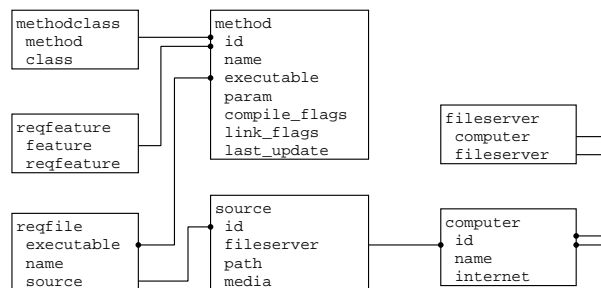 methodclass
method
class
method
id
name
executable
param
compile_flags
link_flags
last_update
reqfeature
feature
reqfeature
fileserver
computer
fileserver
reqfile
executable
name
source
source
id
fileserver
path
media
computer
id
name
internet